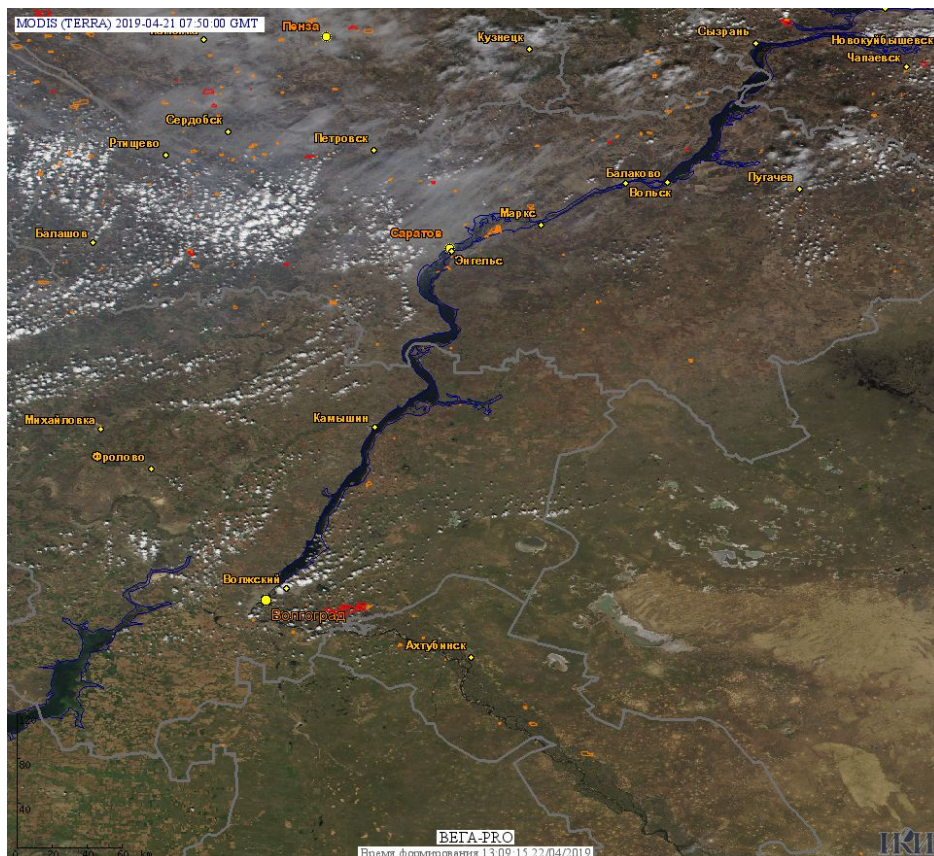 MODIS (TERRA) 2019-04-21 07:50:00 GMT
Пенза
Кузнецк
Сызрань
Новокуйбышевск
Чапаевск
Сердобск
Петровск
Ртищево
Балаково
Вольск
Пугачев
Маркс
Балашов
Саратов
Энгельс
Михайловка
Камышин
Фролово
Волжский
Волгоград
Ахтубинск
80
40
ВЕГА-PRO
ИКИ
Время формирования 13:09:15 22/04/2019